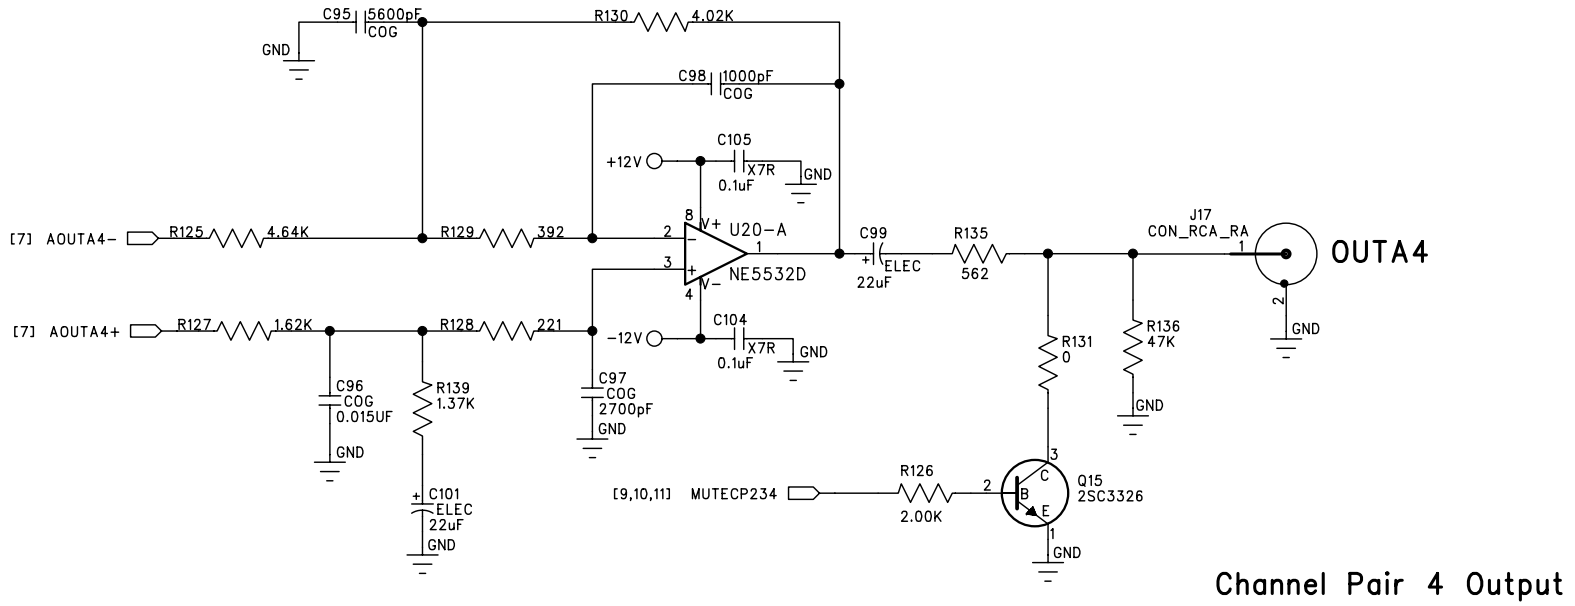 C95 5600pF
COG
GND
R130 4.02K
C98 1000pF
COG
C105
+12V
X7R
0.1uF
GND
8 V+
U20-A
[7] AOUTA4- R125 4.64K
R129 392
2 -
3 +
1
NE5532D
4 V-
C99
+ ELEC
22uF
R135
562
J17
CON_RCA_RA
1
OUTA4
2
GND
[7] AOUTA4+ R127 1.62K
R128 221
-12V
C104
X7R
0.1uF
GND
R131
0
R136
47K
GND
C96
COG
0.015UF
GND
R139
1.37K
C97
COG
2700pF
GND
+ C101
ELEC
22uF
GND
[9,10,11] MUTECP234
R126
2.00K
2
3
C
B
E
1
Q15
2SC3326
GND
Channel Pair 4 Output